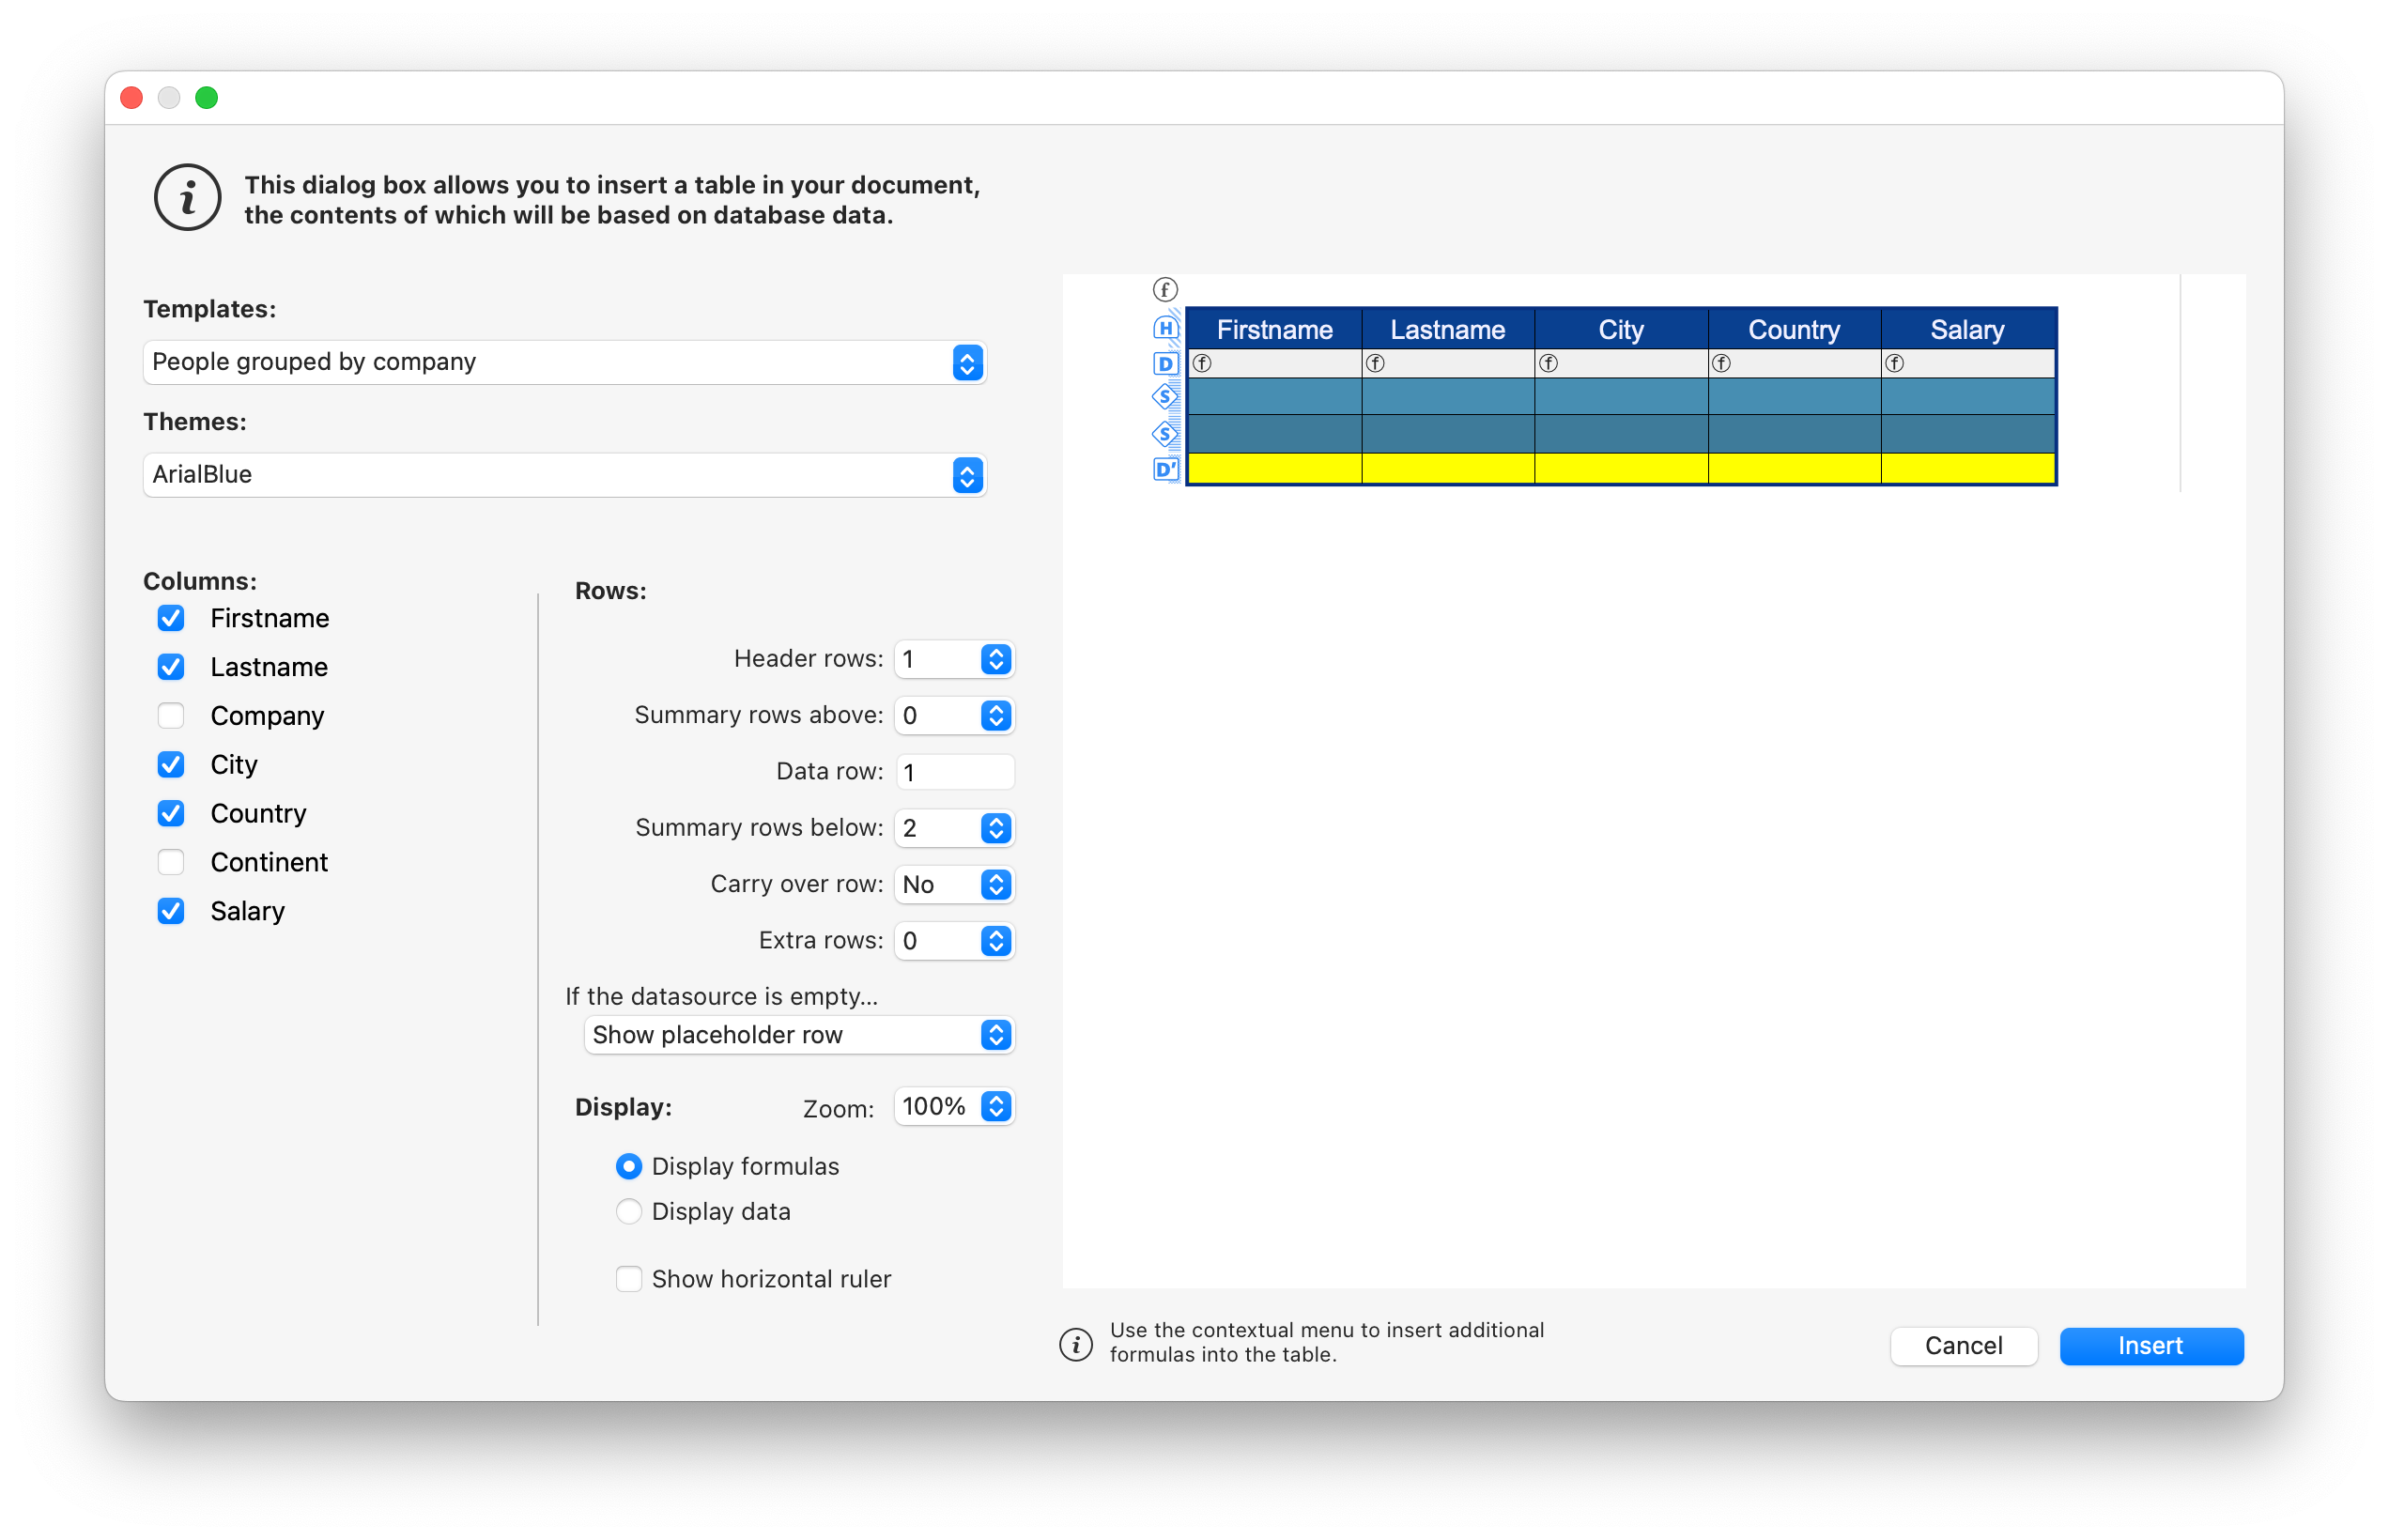 This dialog box allows you to insert a table in your document,
the contents of which will be based on database data.
Templates:
People grouped by company
Themes:
ArialBlue
Columns:
Firstname
Lastname
Company
City
Country
Continent
Salary
Rows:
Header rows: 1
Summary rows above: 0
Data row: 1
Summary rows below: 2
Carry over row: No
Extra rows: 0
If the datasource is empty...
Show placeholder row
Display: Zoom: 100%
Display formulas
Display data
Show horizontal ruler
f
H Firstname Lastname City Country Salary
D f f f f f
S
S
D'
Use the contextual menu to insert additional
formulas into the table.
Cancel Insert